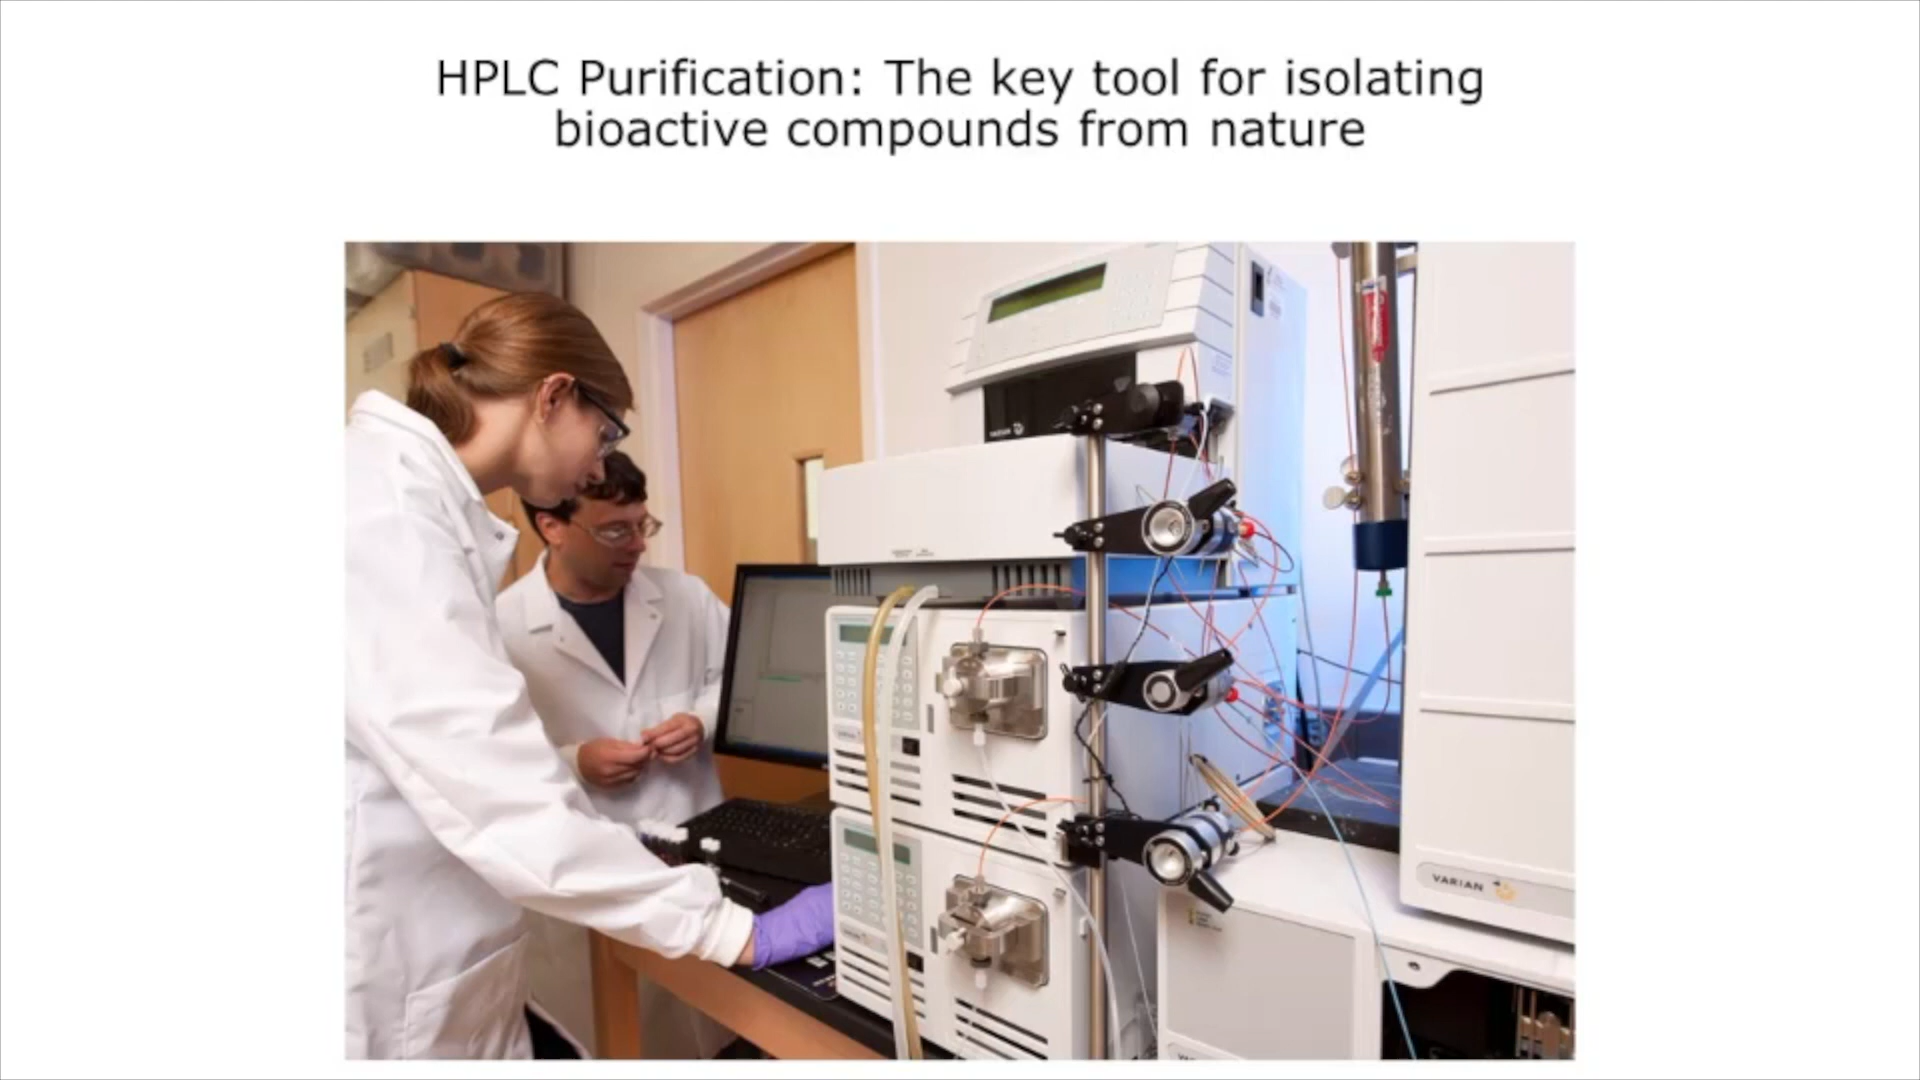 HPLC Purification: The key tool for isolating
bioactive compounds from nature
VARIAN